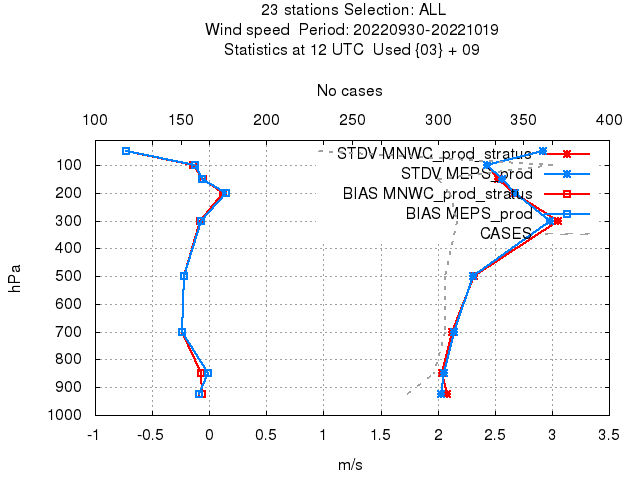 23 stations Selection: ALL
Wind speed  Period: 20220930-20221019
Statistics at 12 UTC  Used {03} + 09
No cases
100 150 200 250 300 350 400
STDV MNWC_prod_stratus
STDV MEPS_prod
BIAS MNWC_prod_stratus
BIAS MEPS_prod
CASES
hPa
100
200
300
400
500
600
700
800
900
1000
-1 -0.5 0 0.5 1 1.5 2 2.5 3 3.5
m/s